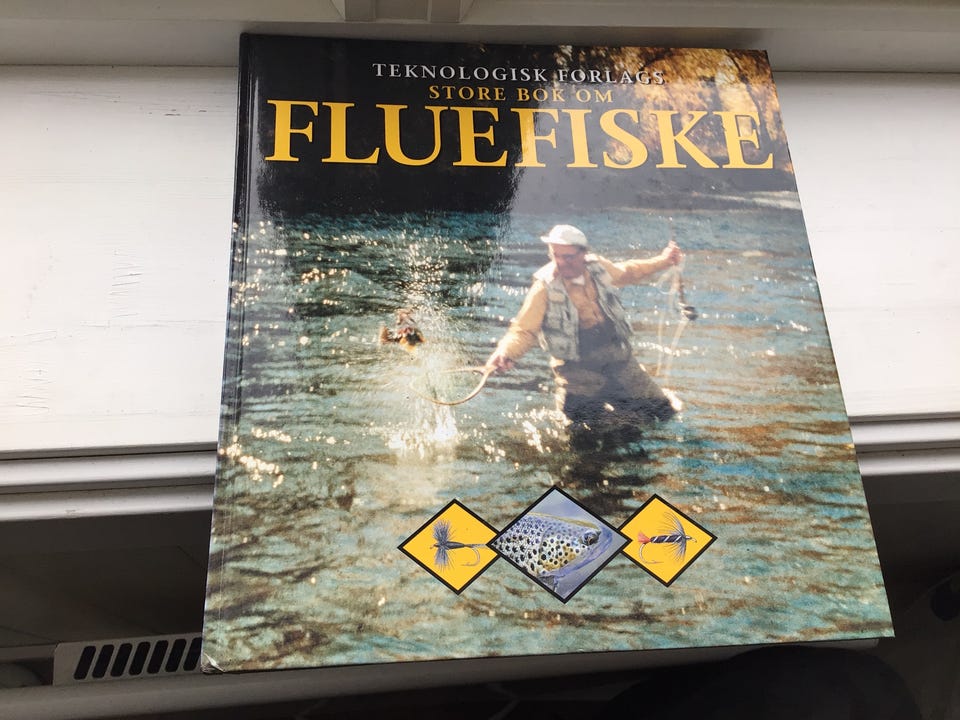 TEKNOLOGISK FORLAGS
STORE BOK OM
FLUEFISKE